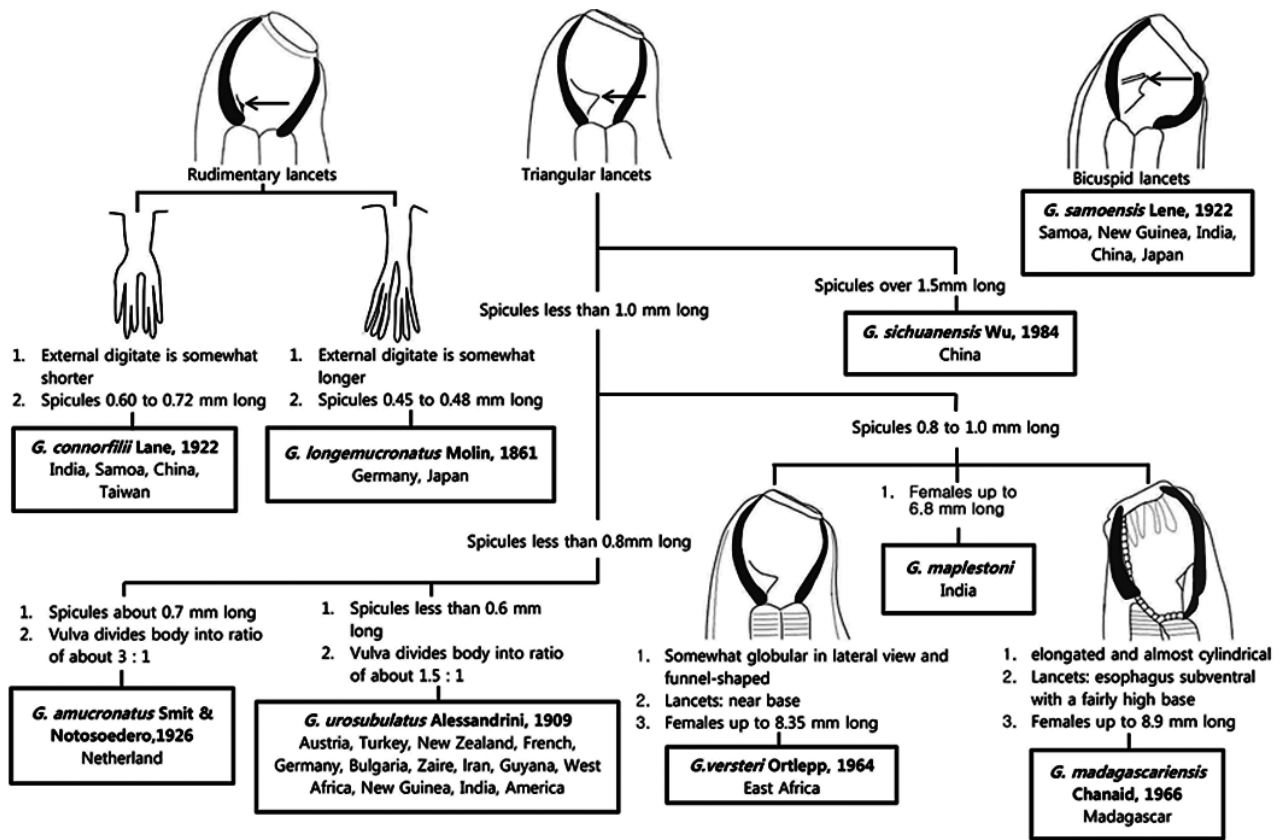 Rudimentary lancets
Triangular lancets
Bicuspid lancets
G. samoensis Lene, 1922
Samoa, New Guinea, India,
China, Japan
Spicules less than 1.0 mm long
Spicules over 1.5mm long
G. sichuanensis Wu, 1984
China
1. External digitate is somewhat
shorter
2. Spicules 0.60 to 0.72 mm long
1. External digitate is somewhat
longer
2. Spicules 0.45 to 0.48 mm long
G. connorfilii Lane, 1922
India, Samoa, China,
Taiwan
G. longemucronatus Molin, 1861
Germany, Japan
Spicules 0.8 to 1.0 mm long
1. Females up to
6.8 mm long
G. maplestoni
India
Spicules less than 0.8mm long
1. Spicules about 0.7 mm long
2. Vulva divides body into ratio
of about 3 : 1
1. Spicules less than 0.6 mm
long
2. Vulva divides body into ratio
of about 1.5 : 1
1. Somewhat globular in lateral view and
funnel-shaped
2. Lancets: near base
3. Females up to 8.35 mm long
1. elongated and almost cylindrical
2. Lancets: esophagus subventral
with a fairly high base
3. Females up to 8.9 mm long
G. amucronatus Smit &
Notosoedero,1926
Netherland
G. urosubulatus Alessandrini, 1909
Austria, Turkey, New Zealand, French,
Germany, Bulgaria, Zaire, Iran, Guyana, West
Africa, New Guinea, India, America
G.versteri Ortlepp, 1964
East Africa
G. madagascariensis
Chanaid, 1966
Madagascar